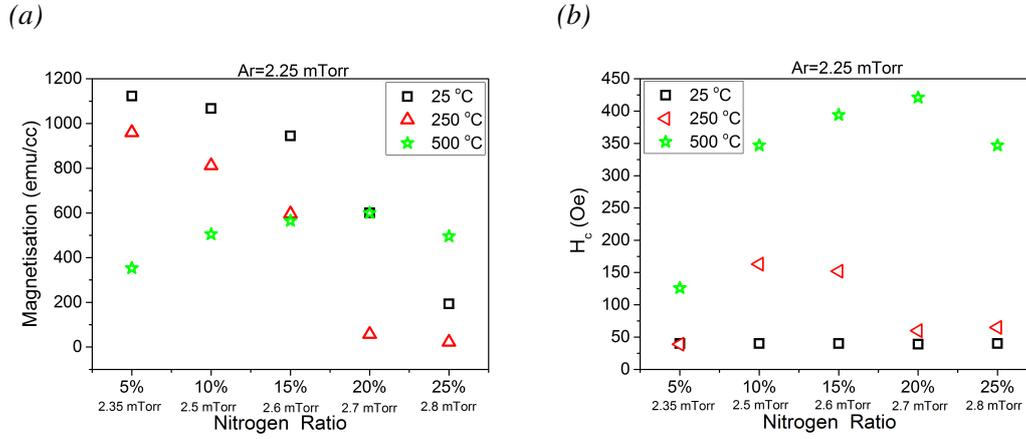 (a)
Ar=2.25 mTorr
Magnetisation (emu/cc)
1200
1000
800
600
400
200
0
25 °C
250 °C
500 °C
5% 10% 15% 20% 25%
2.35 mTorr 2.5 mTorr 2.6 mTorr 2.7 mTorr 2.8 mTorr
Nitrogen Ratio
(b)
Ar=2.25 mTorr
Hc (Oe)
450
400
350
300
250
200
150
100
50
0
25 °C
250 °C
500 °C
5% 10% 15% 20% 25%
2.35 mTorr 2.5 mTorr 2.6 mTorr 2.7 mTorr 2.8 mTorr
Nitrogen Ratio